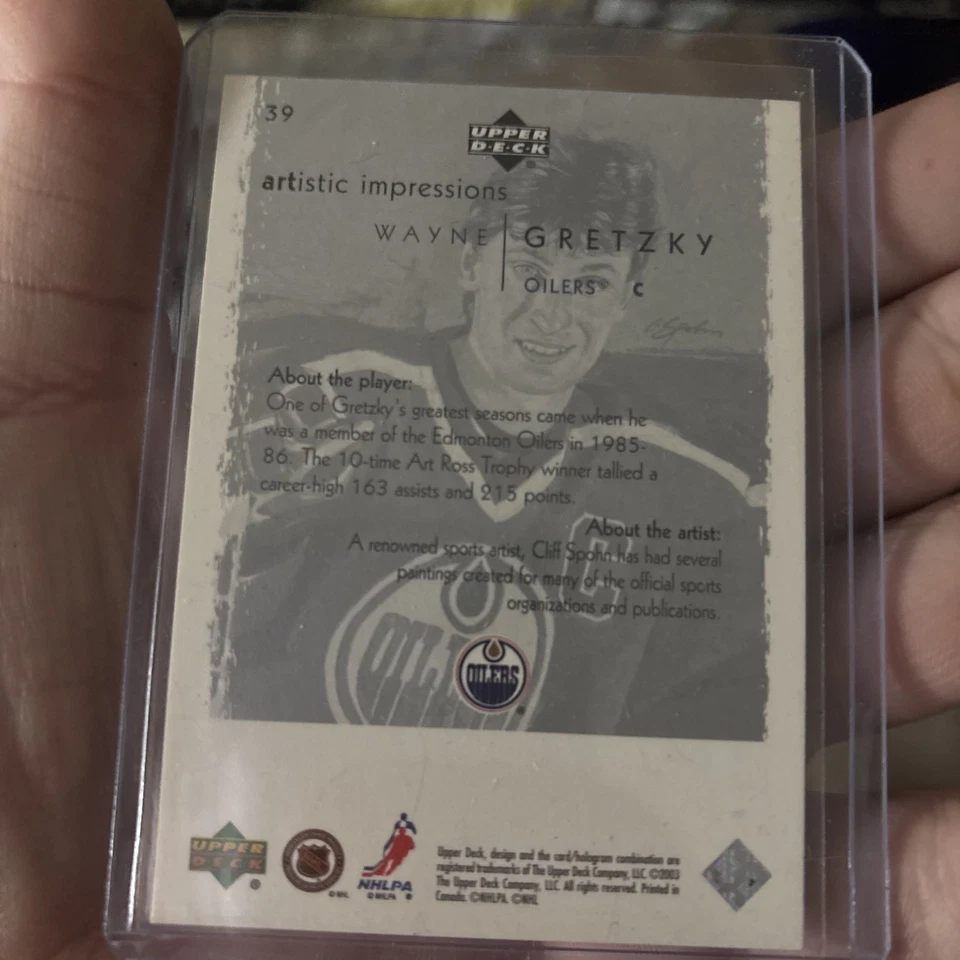 39
UPPER
D·E·C·K
artistic impressions
WAYNE GRETZKY
OILERS® C
About the player:
One of Gretzky's greatest seasons came when he
was a member of the Edmonton Oilers in 1985-
86. The 10-time Art Ross Trophy winner tallied a
career-high 163 assists and 215 points.
About the artist:
A renowned sports artist, Cliff Spohn has had several
paintings created for many of the official sports
organizations and publications.
C
OILERS
OILERS
UPPER
DECK
®
NHL
© NHL
NHLPA
© NHLPA
Upper Deck, design and the card/hologram combination are
registered trademarks of The Upper Deck Company, LLC. ©2003
The Upper Deck Company, LLC. All rights reserved. Printed in
Canada. ©NHLPA. ©NHL